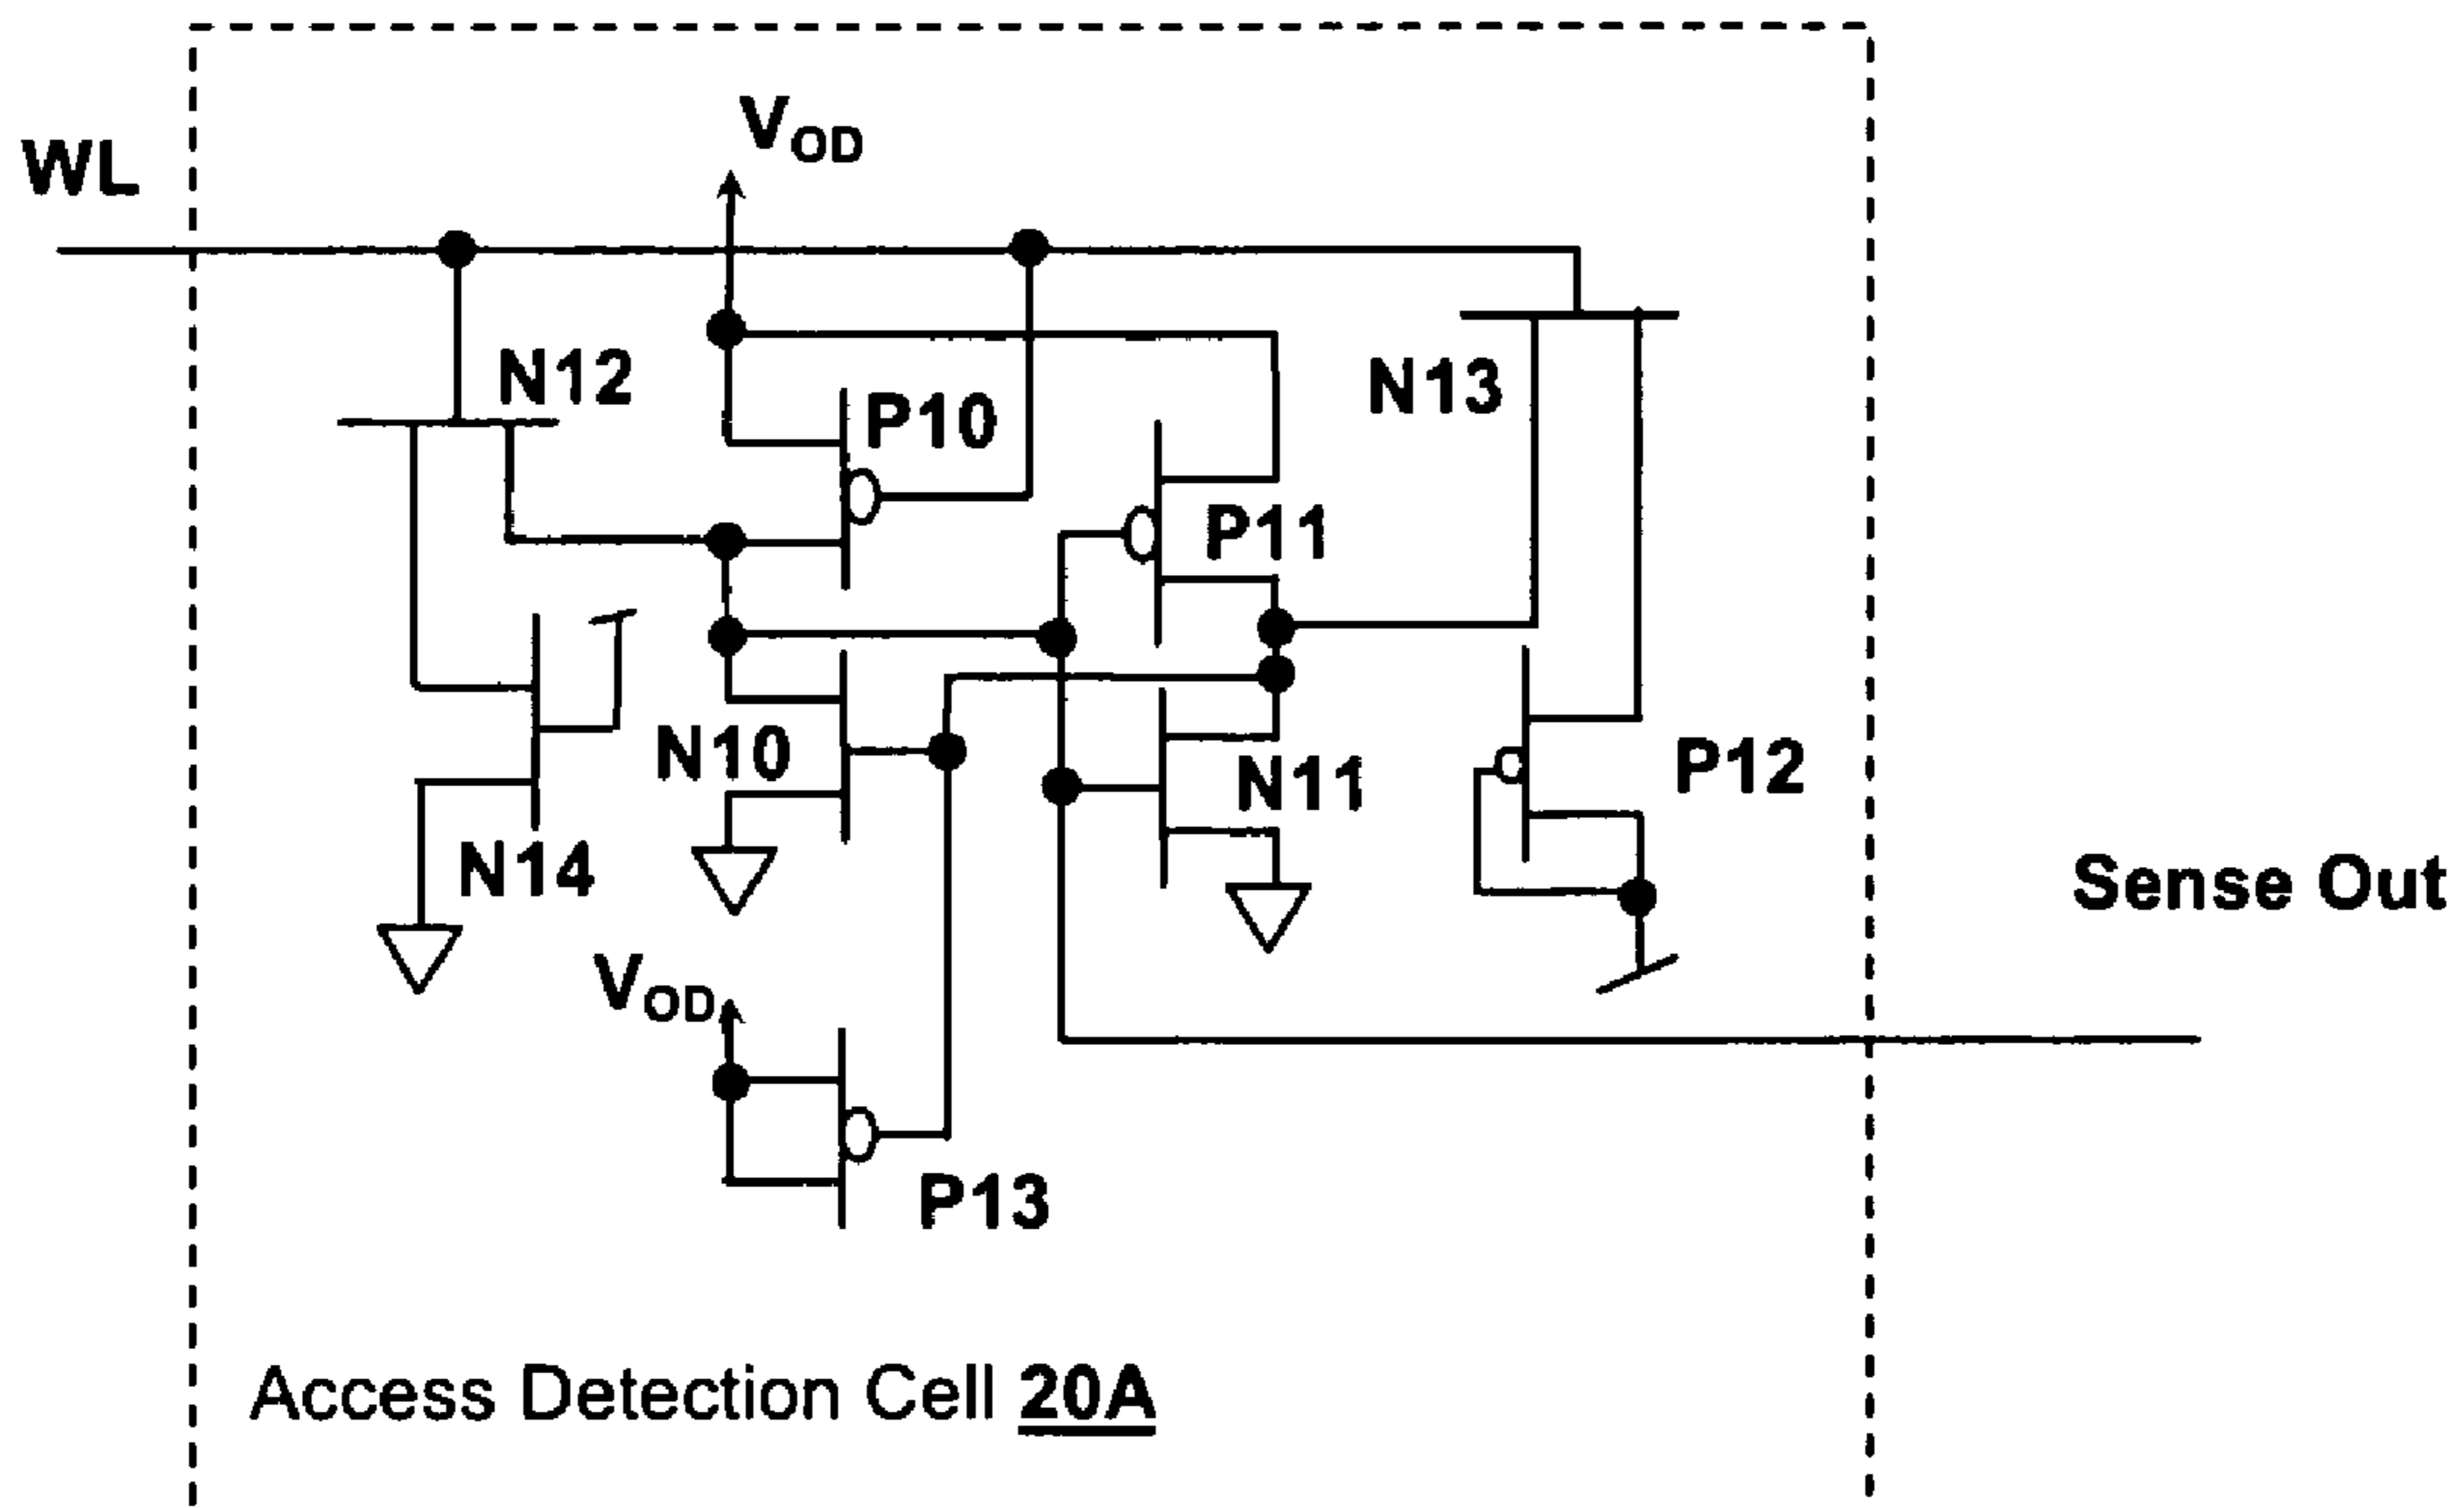 WL
VOD
N12
P10
N13
P11
N10
N11
P12
N14
VOD
Sense Out
P13
Access Detection Cell 20A